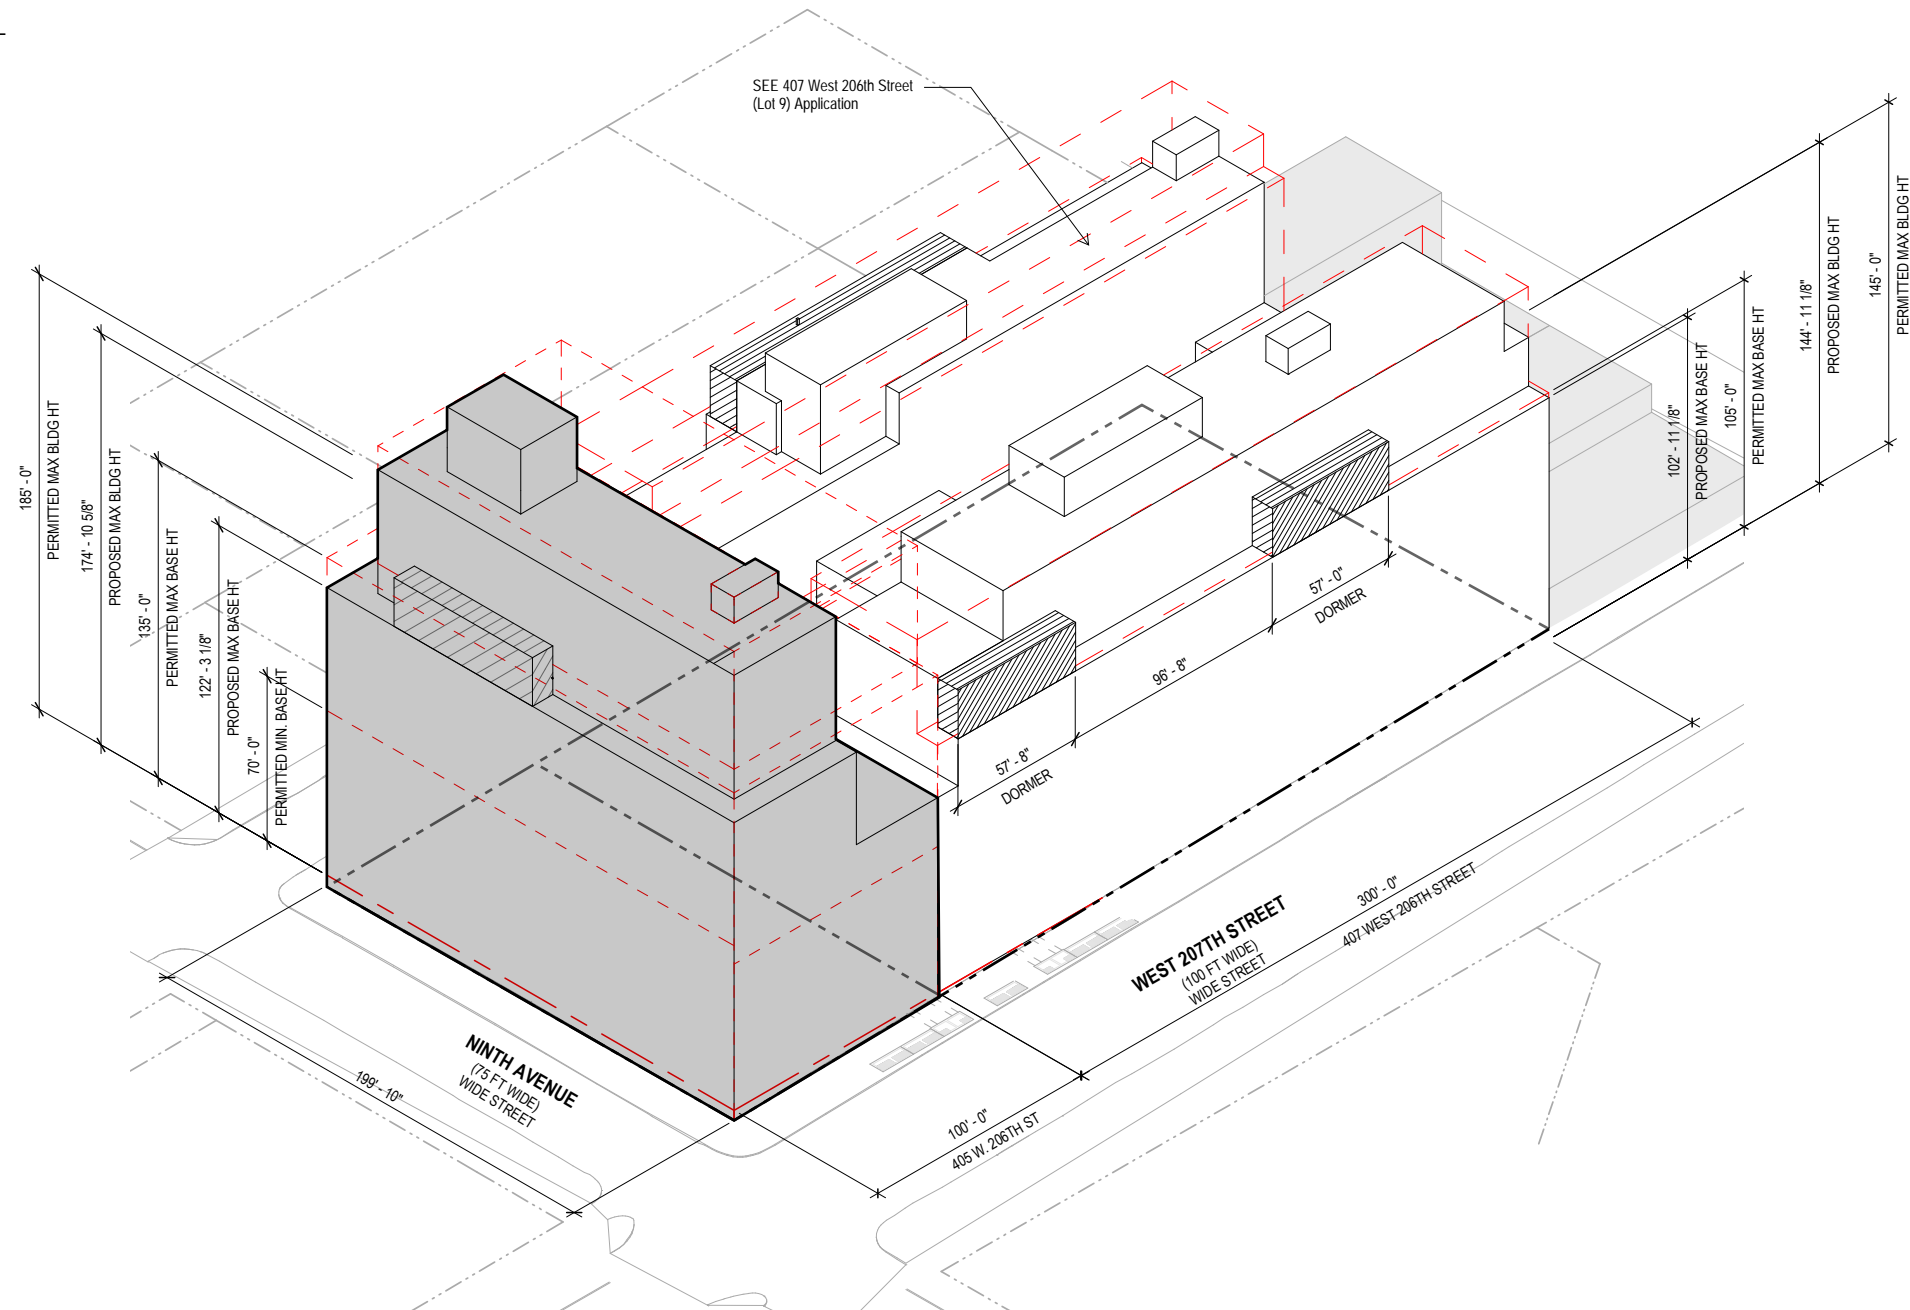 SEE 407 West 206th Street
(Lot 9) Application
185' - 0"
PERMITTED MAX BLDG HT
174' - 10 5/8"
PROPOSED MAX BLDG HT
135' - 0"
PERMITTED MAX BASE HT
122' - 3 1/8"
PROPOSED MAX BASE HT
70' - 0"
PERMITTED MIN. BASE HT
102' - 11 1/8"
PROPOSED MAX BASE HT
105' - 0"
PERMITTED MAX BASE HT
144' - 11 1/8"
PROPOSED MAX BLDG HT
145' - 0"
PERMITTED MAX BLDG HT
57' - 0"
DORMER
96' - 8"
57' - 8"
DORMER
300' - 0"
407 WEST 206TH STREET
WEST 207TH STREET
(100 FT WIDE)
WIDE STREET
NINTH AVENUE
(75 FT WIDE)
WIDE STREET
199' - 10"
100' - 0"
405 W. 206TH ST